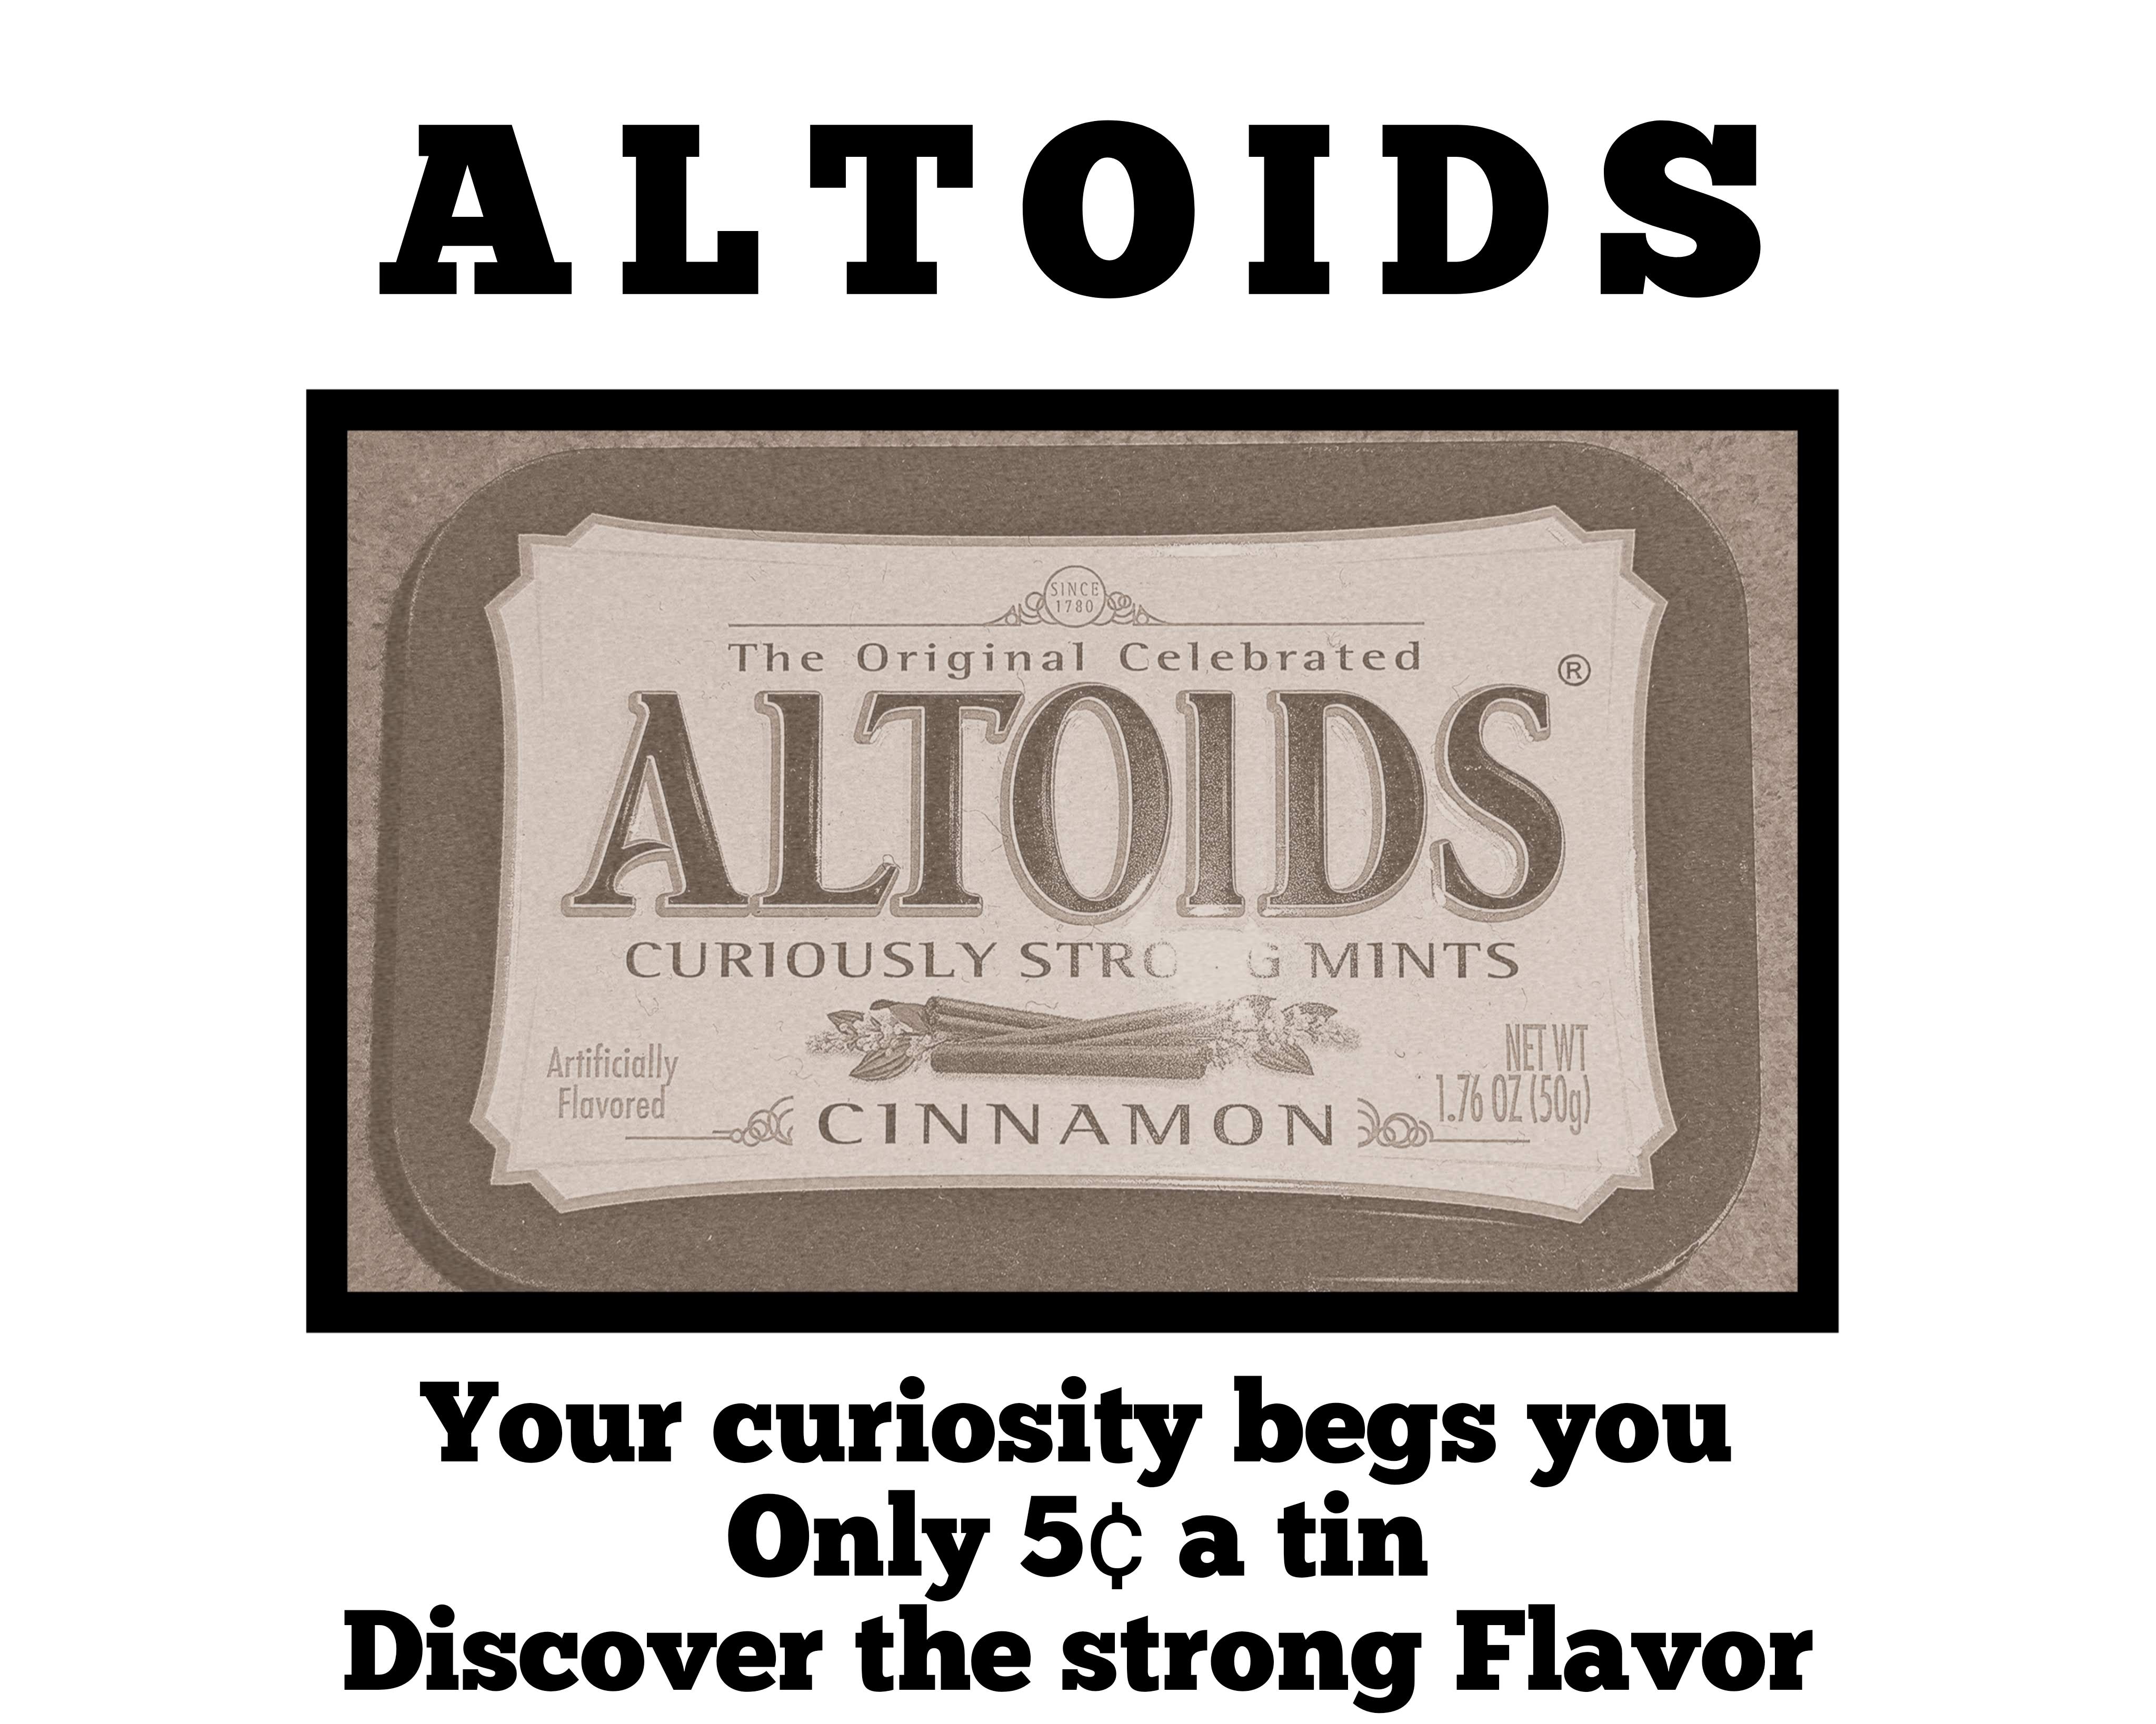 ALTOIDS
SINCE
1780
The Original Celebrated
ALTOIDS®
CURIOUSLY MINTS
Artificially
Flavored
NET WT
1.76 OZ (50g)
CINNAMON
Your curiosity begs you
Only 5¢ a tin
Discover the strong Flavor